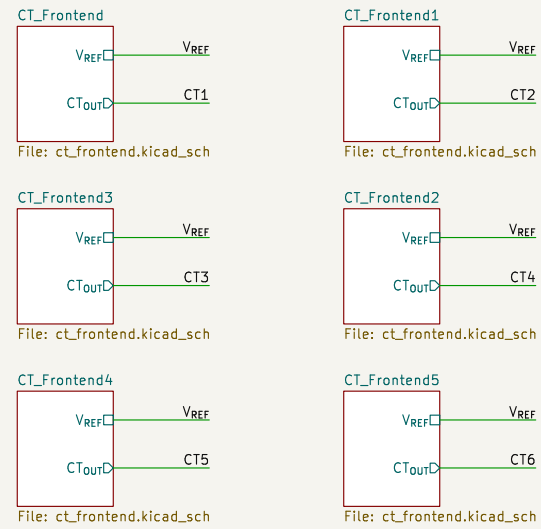 CT_Frontend
VREF
VREF
CTOUT
CT1
File: ct_frontend.kicad_sch
CT_Frontend1
VREF
VREF
CTOUT
CT2
File: ct_frontend.kicad_sch
CT_Frontend3
VREF
VREF
CTOUT
CT3
File: ct_frontend.kicad_sch
CT_Frontend2
VREF
VREF
CTOUT
CT4
File: ct_frontend.kicad_sch
CT_Frontend4
VREF
VREF
CTOUT
CT5
File: ct_frontend.kicad_sch
CT_Frontend5
VREF
VREF
CTOUT
CT6
File: ct_frontend.kicad_sch